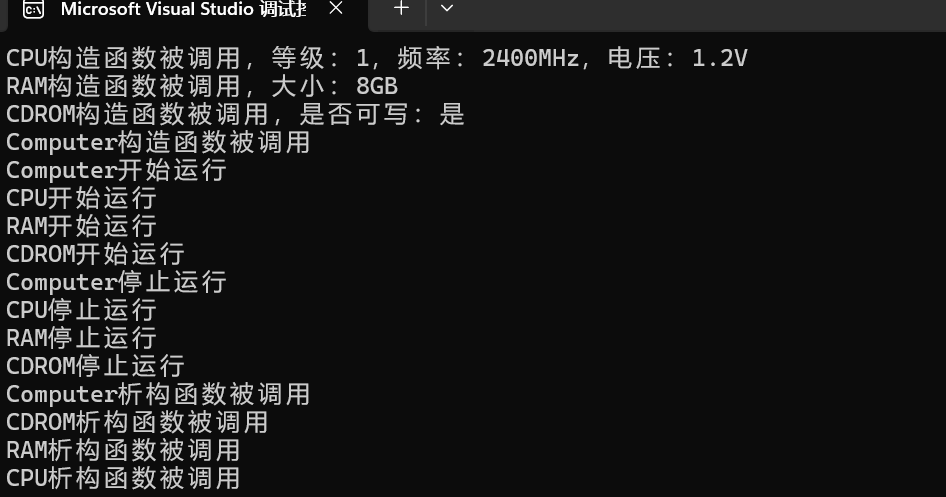 Microsoft Visual Studio 调试
CPU构造函数被调用，等级：1，频率：2400MHz，电压：1.2V
RAM构造函数被调用，大小：8GB
CDROM构造函数被调用，是否可写：是
Computer构造函数被调用
Computer开始运行
CPU开始运行
RAM开始运行
CDROM开始运行
Computer停止运行
CPU停止运行
RAM停止运行
CDROM停止运行
Computer析构函数被调用
CDROM析构函数被调用
RAM析构函数被调用
CPU析构函数被调用